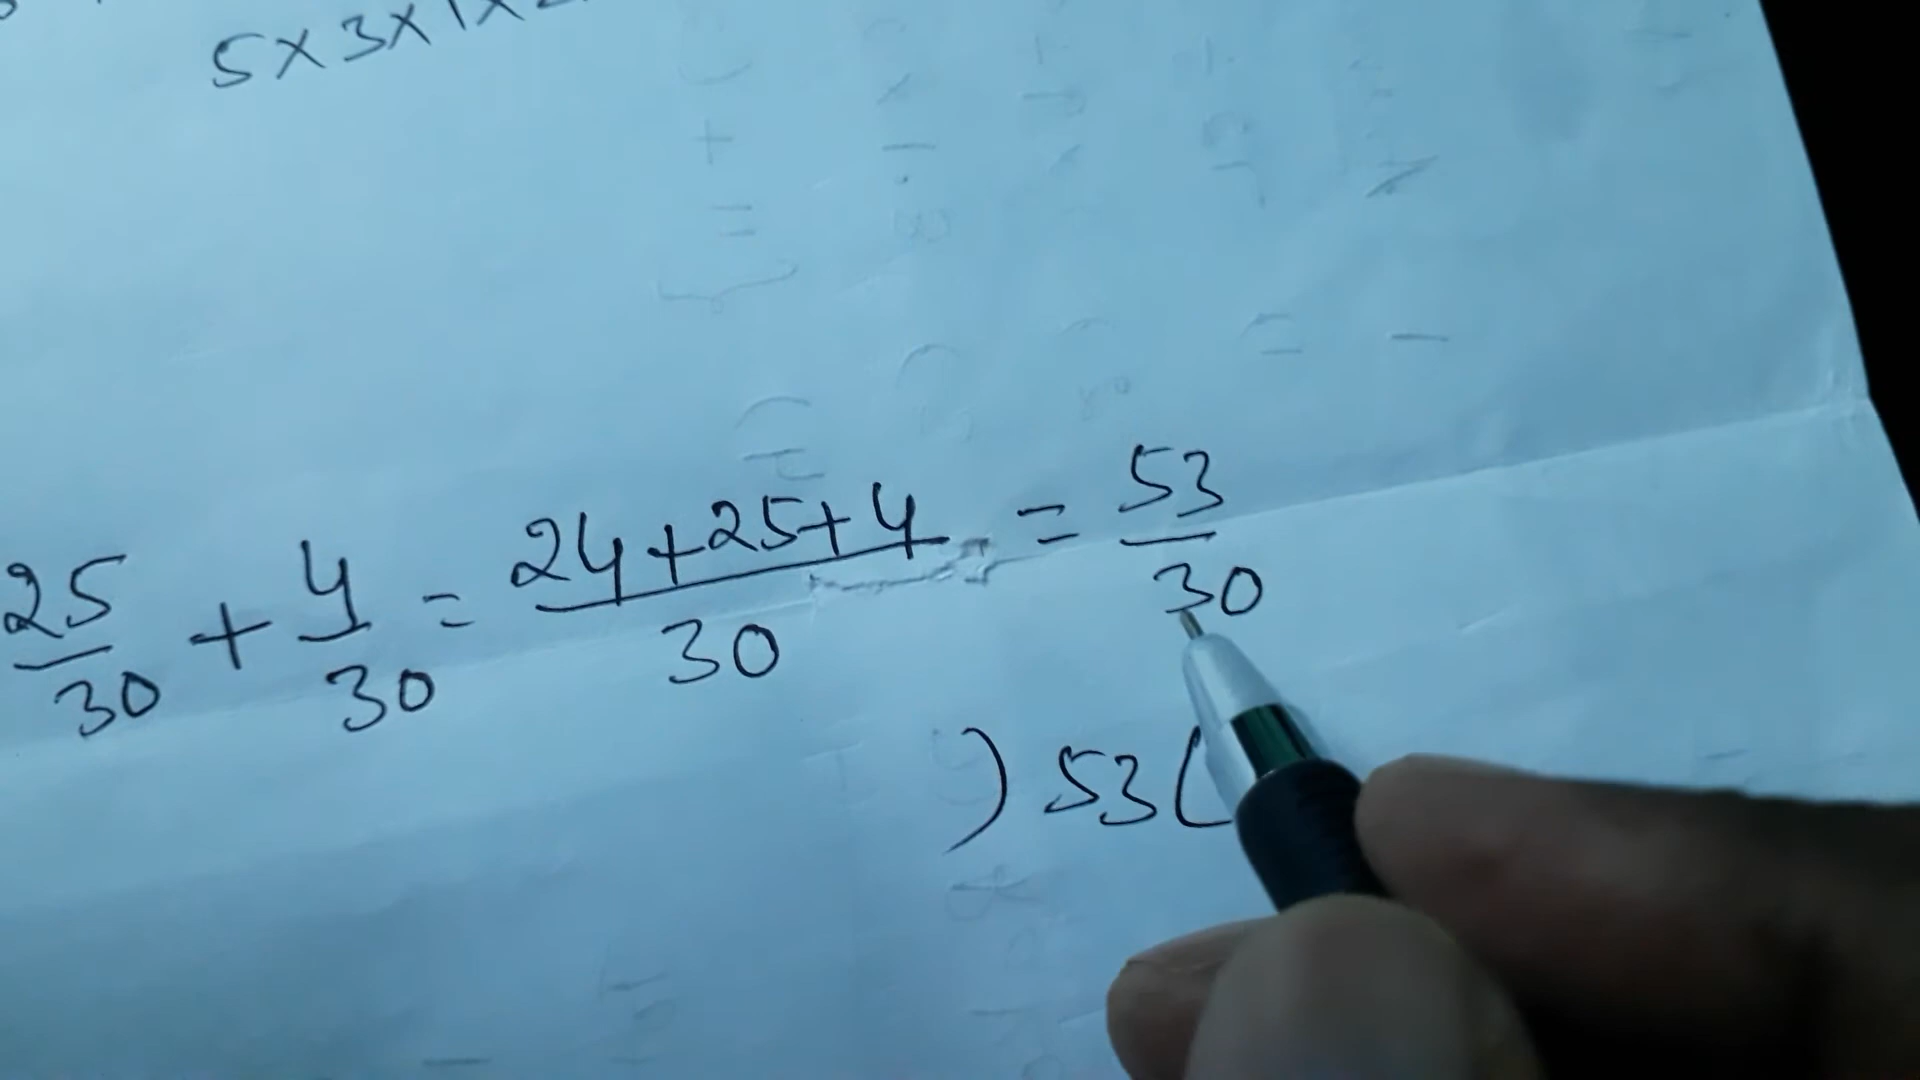 5×3×1×
25/30 + 4/30 = 24+25+4/30 = 53/30
) 53 (